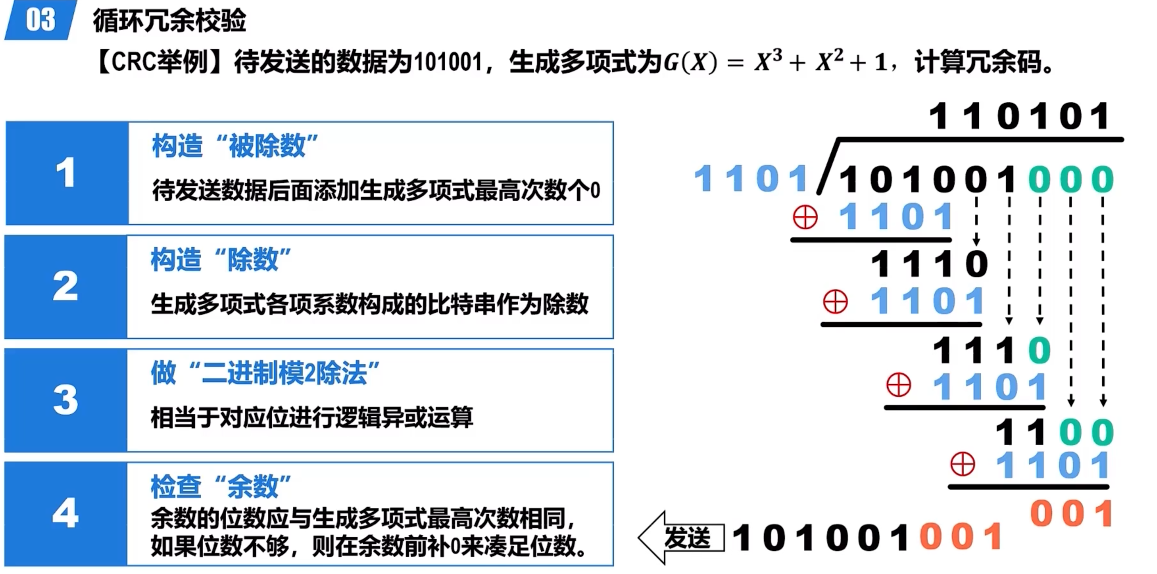 03 循环冗余校验
【CRC举例】待发送的数据为101001，生成多项式为G(X) = X³ + X² + 1，计算冗余码。
1
构造“被除数”
待发送数据后面添加生成多项式最高次数个0
2
构造“除数”
生成多项式各项系数构成的比特串作为除数
3
做“二进制模2除法”
相当于对应位进行逻辑异或运算
4
检查“余数”
余数的位数应与生成多项式最高次数相同，
如果位数不够，则在余数前补0来凑足位数。
110101
1101 101001000
⊕ 1101
1110
⊕ 1101
1110
⊕ 1101
1100
⊕ 1101
001
发送 101001001